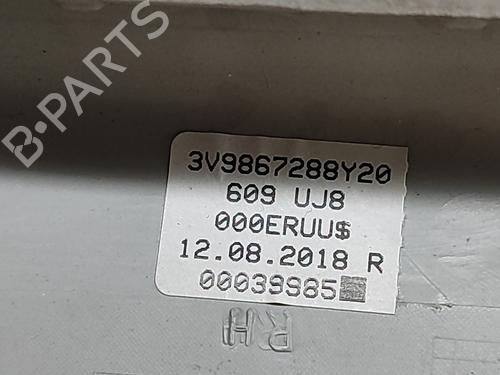 B-PARTS
3V9867288Y20
609 UJ8
000ERUU$
12.08.2018 R
00039985
RH